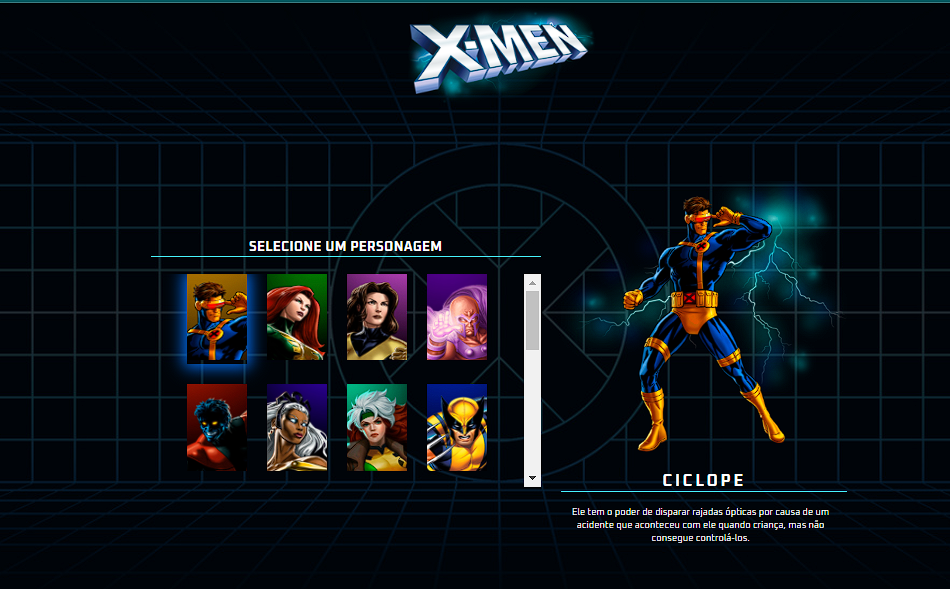 X-MEN
SELECIONE UM PERSONAGEM
CICLOPE
Ele tem o poder de disparar rajadas ópticas por causa de um
acidente que aconteceu com ele quando criança, mas não
consegue controlá-los.